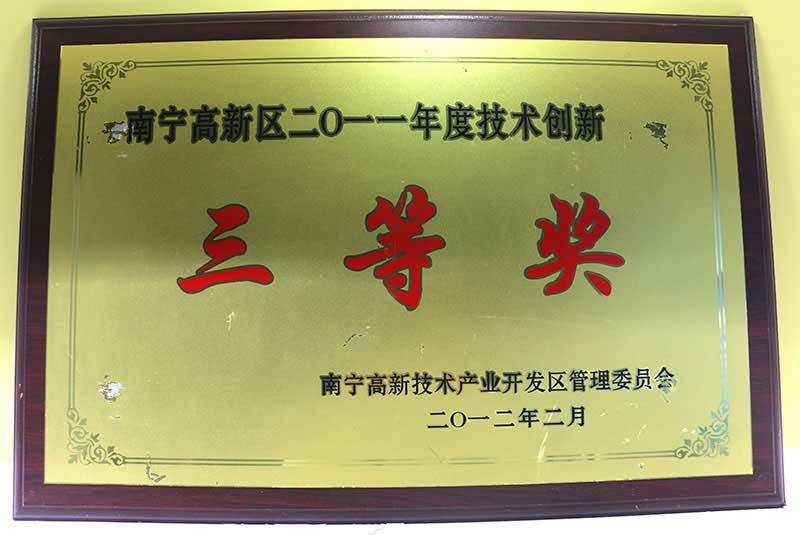 南宁高新区二〇一一年度技术创新
三等奖
南宁高新技术产业开发区管理委员会
二〇一二年二月